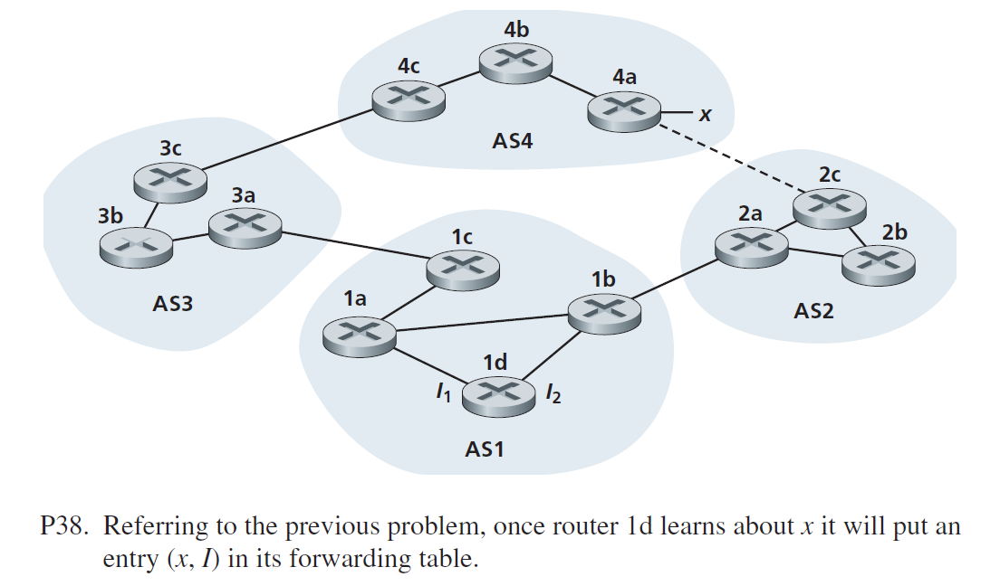 4b
4c
4a
x
AS4
3c
2c
3a
2a
3b
2b
1c
1b
AS3
1a
AS2
1d
I1
I2
AS1
P38. Referring to the previous problem, once router 1d learns about x it will put an
entry (x, I) in its forwarding table.